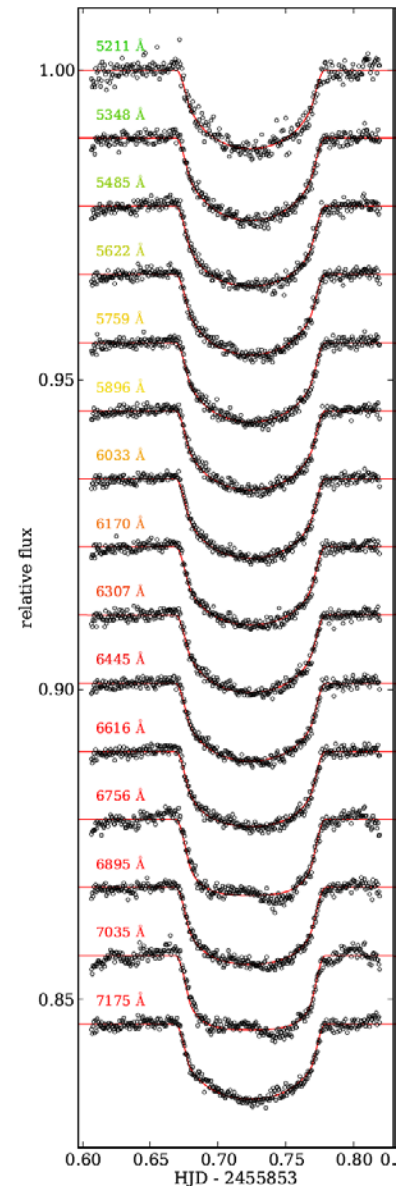 1.00
0.95
0.90
0.85
relative flux
5211 Å
5348 Å
5485 Å
5622 Å
5759 Å
5896 Å
6033 Å
6170 Å
6307 Å
6445 Å
6616 Å
6756 Å
6895 Å
7035 Å
7175 Å
0.60 0.65 0.70 0.75 0.80 0.
HJD - 2455853